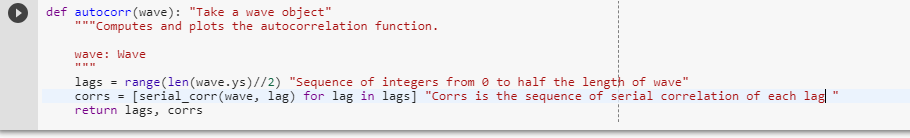 def autocorr(wave): "Take a wave object"
    """Computes and plots the autocorrelation function.

    wave: Wave
    """
    lags = range(len(wave.ys)//2) "Sequence of integers from 0 to half the length of wave"
    corrs = [serial_corr(wave, lag) for lag in lags] "Corrs is the sequence of serial correlation of each lag "
    return lags, corrs